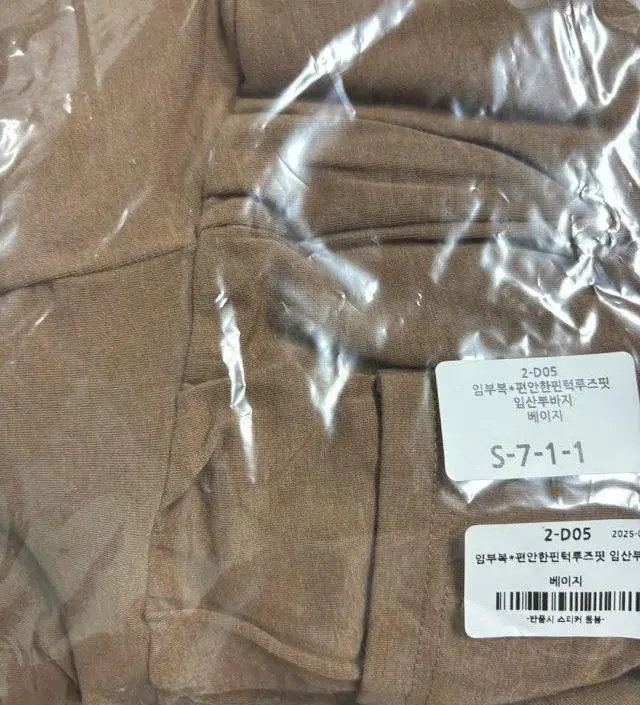 2-D05
임부복*편안한핀턱루즈핏
임산부바지
베이지
S-7-1-1
2-D05 2025-0
임부복*편안한핀턱루즈핏 임산부
베이지
-반품시 스티커 동봉-